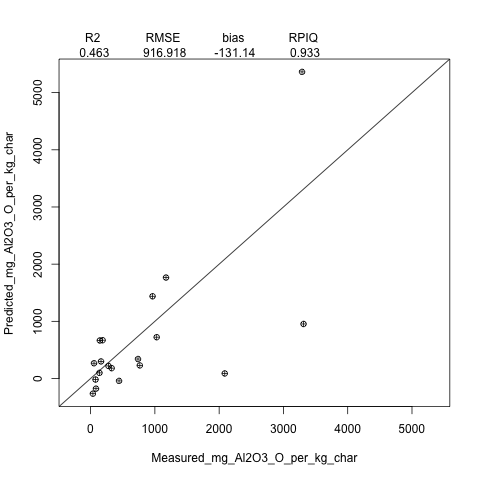 R2 RMSE bias RPIQ
0.463 916.918 -131.14 0.933
Predicted_mg_Al2O3_O_per_kg_char
5000
4000
3000
2000
1000
0
0 1000 2000 3000 4000 5000
Measured_mg_Al2O3_O_per_kg_char